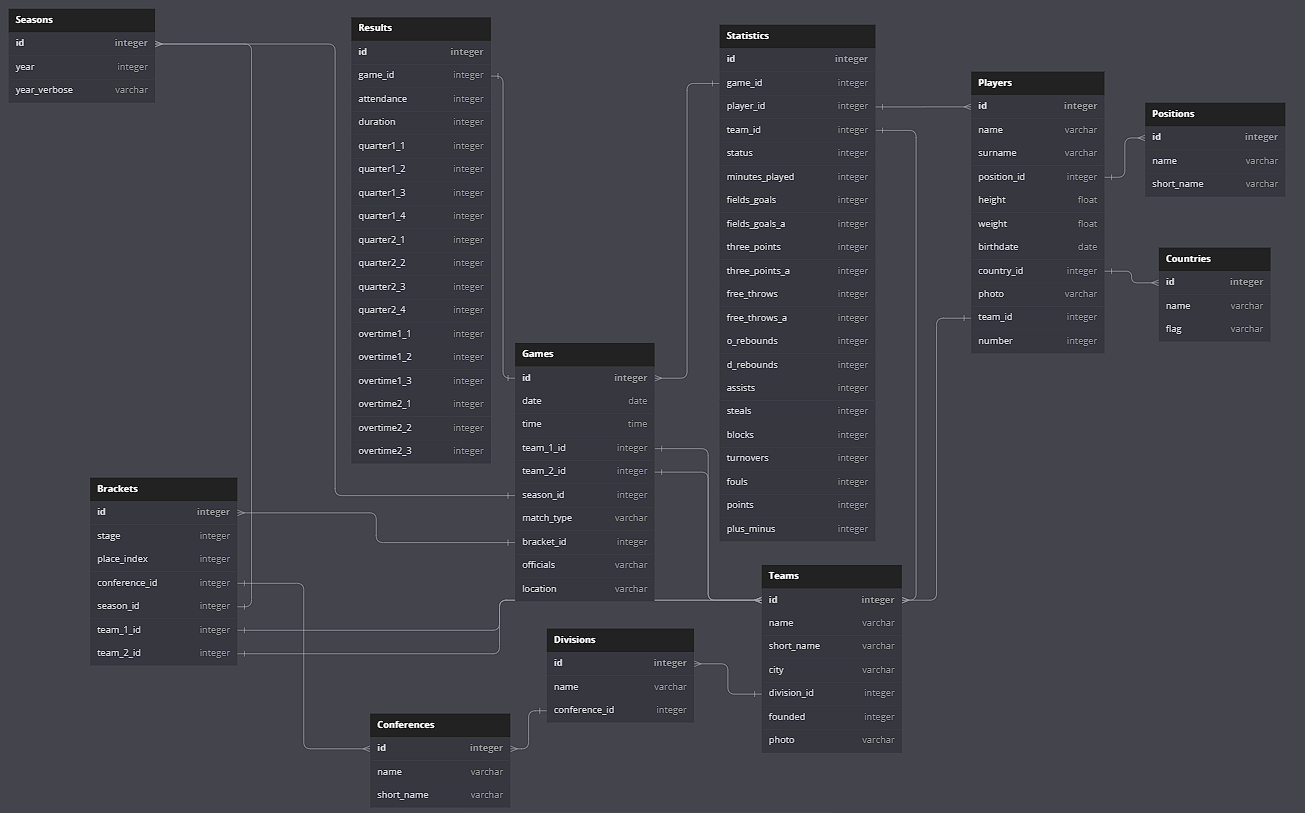 Seasons
id integer
year integer
year_verbose varchar
Results
id integer
game_id integer
attendance integer
duration integer
quarter1_1 integer
quarter1_2 integer
quarter1_3 integer
quarter1_4 integer
quarter2_1 integer
quarter2_2 integer
quarter2_3 integer
quarter2_4 integer
overtime1_1 integer
overtime1_2 integer
overtime1_3 integer
overtime2_1 integer
overtime2_2 integer
overtime2_3 integer
Statistics
id integer
game_id integer
player_id integer
team_id integer
status integer
minutes_played integer
fields_goals integer
fields_goals_a integer
three_points integer
three_points_a integer
free_throws integer
free_throws_a integer
o_rebounds integer
d_rebounds integer
assists integer
steals integer
blocks integer
turnovers integer
fouls integer
points integer
plus_minus integer
Players
id integer
name varchar
surname varchar
position_id integer
height float
weight float
birthdate date
country_id integer
photo varchar
team_id integer
number integer
Positions
id integer
name varchar
short_name varchar
Countries
id integer
name varchar
flag varchar
Games
id integer
date date
time time
team_1_id integer
team_2_id integer
season_id integer
match_type varchar
bracket_id integer
officials varchar
location varchar
Brackets
id integer
stage integer
place_index integer
conference_id integer
season_id integer
team_1_id integer
team_2_id integer
Teams
id integer
name varchar
short_name varchar
city varchar
division_id integer
founded integer
photo varchar
Divisions
id integer
name varchar
conference_id integer
Conferences
id integer
name varchar
short_name varchar